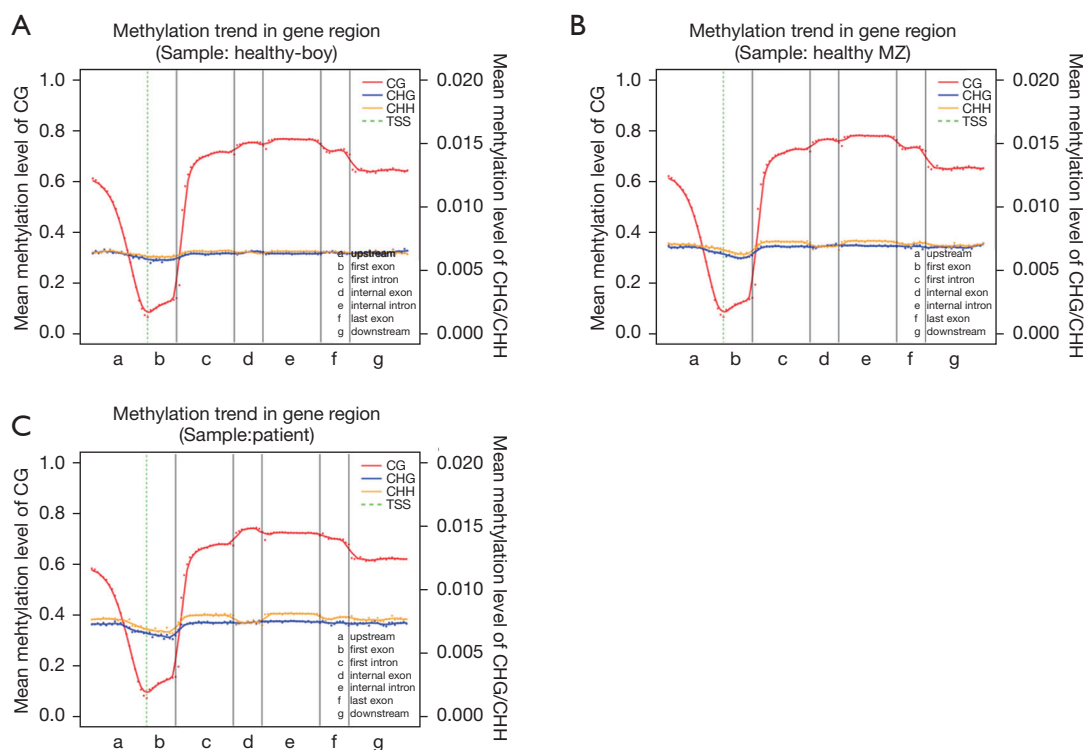 A
Methylation trend in gene region
(Sample: healthy-boy)
Mean mehtylation level of CG
1.0
0.8
0.6
0.4
0.2
0.0
CG
CHG
CHH
TSS
a upstream
b first exon
c first intron
d internal exon
e internal intron
f last exon
g downstream
0.020
0.015
0.010
0.005
0.000
Mean mehtylation level of CHG/CHH
a b c d e f g
B
Methylation trend in gene region
(Sample: healthy MZ)
Mean mehtylation level of CG
1.0
0.8
0.6
0.4
0.2
0.0
CG
CHG
CHH
TSS
a upstream
b first exon
c first intron
d internal exon
e internal intron
f last exon
g downstream
0.020
0.015
0.010
0.005
0.000
Mean mehtylation level of CHG/CHH
a b c d e f g
C
Methylation trend in gene region
(Sample:patient)
Mean mehtylation level of CG
1.0
0.8
0.6
0.4
0.2
0.0
CG
CHG
CHH
TSS
a upstream
b first exon
c first intron
d internal exon
e internal intron
f last exon
g downstream
0.020
0.015
0.010
0.005
0.000
Mean mehtylation level of CHG/CHH
a b c d e f g